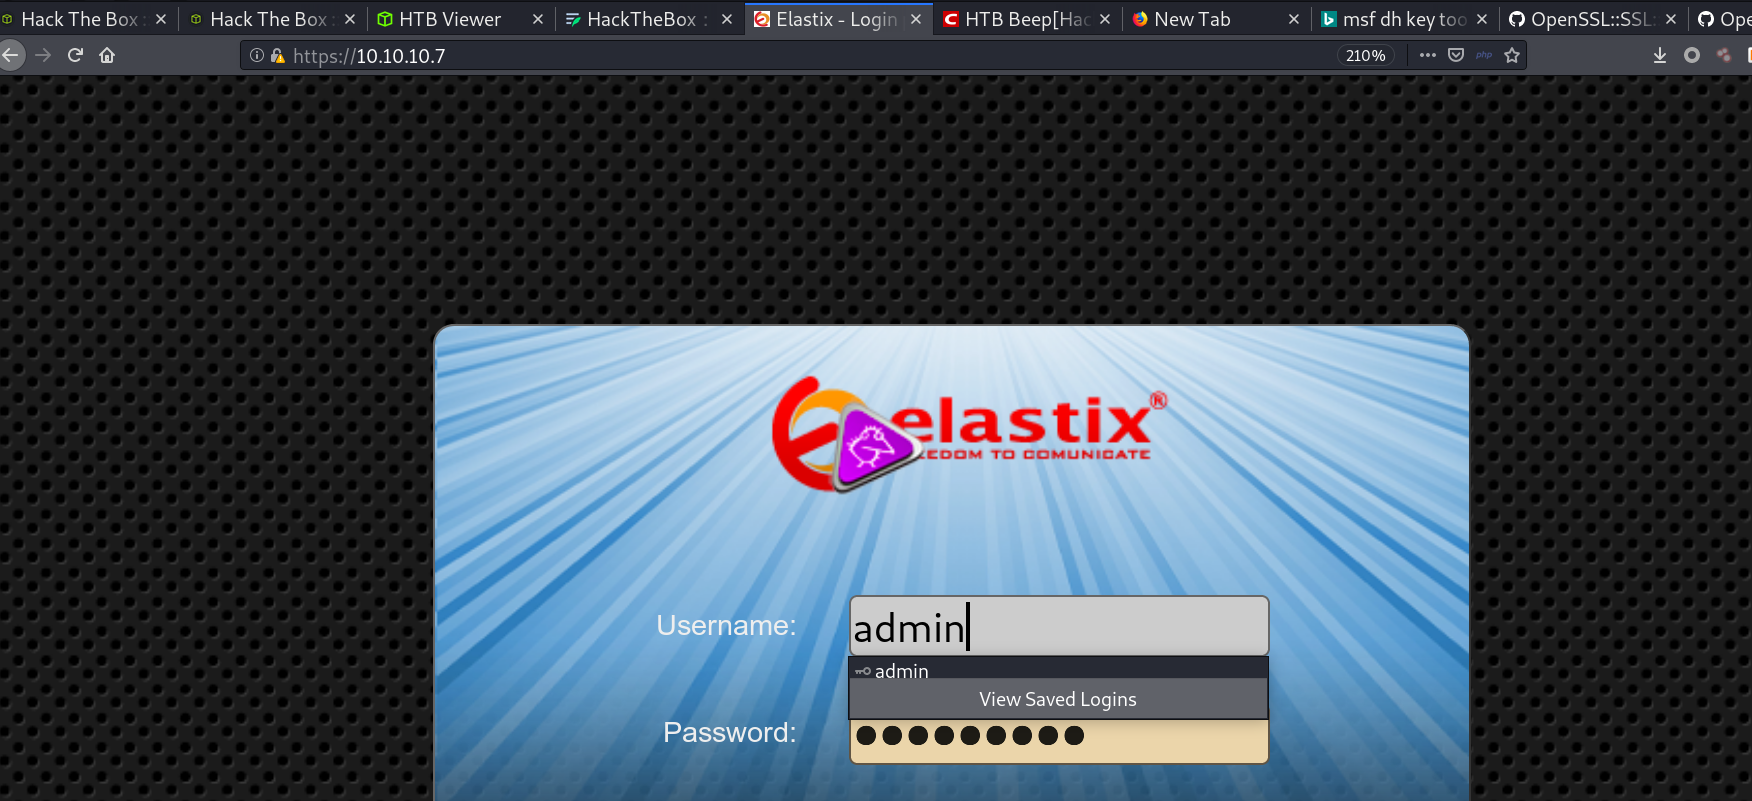 Hack The Box : Hack The Box : HTB Viewer HackTheBox : Elastix - Login HTB Beep[Hac New Tab msf dh key too OpenSSL::SSL: Ope
https://10.10.10.7 210% php
elastix®
EEDOM TO COMUNICATE
Username: admin
admin
View Saved Logins
Password: